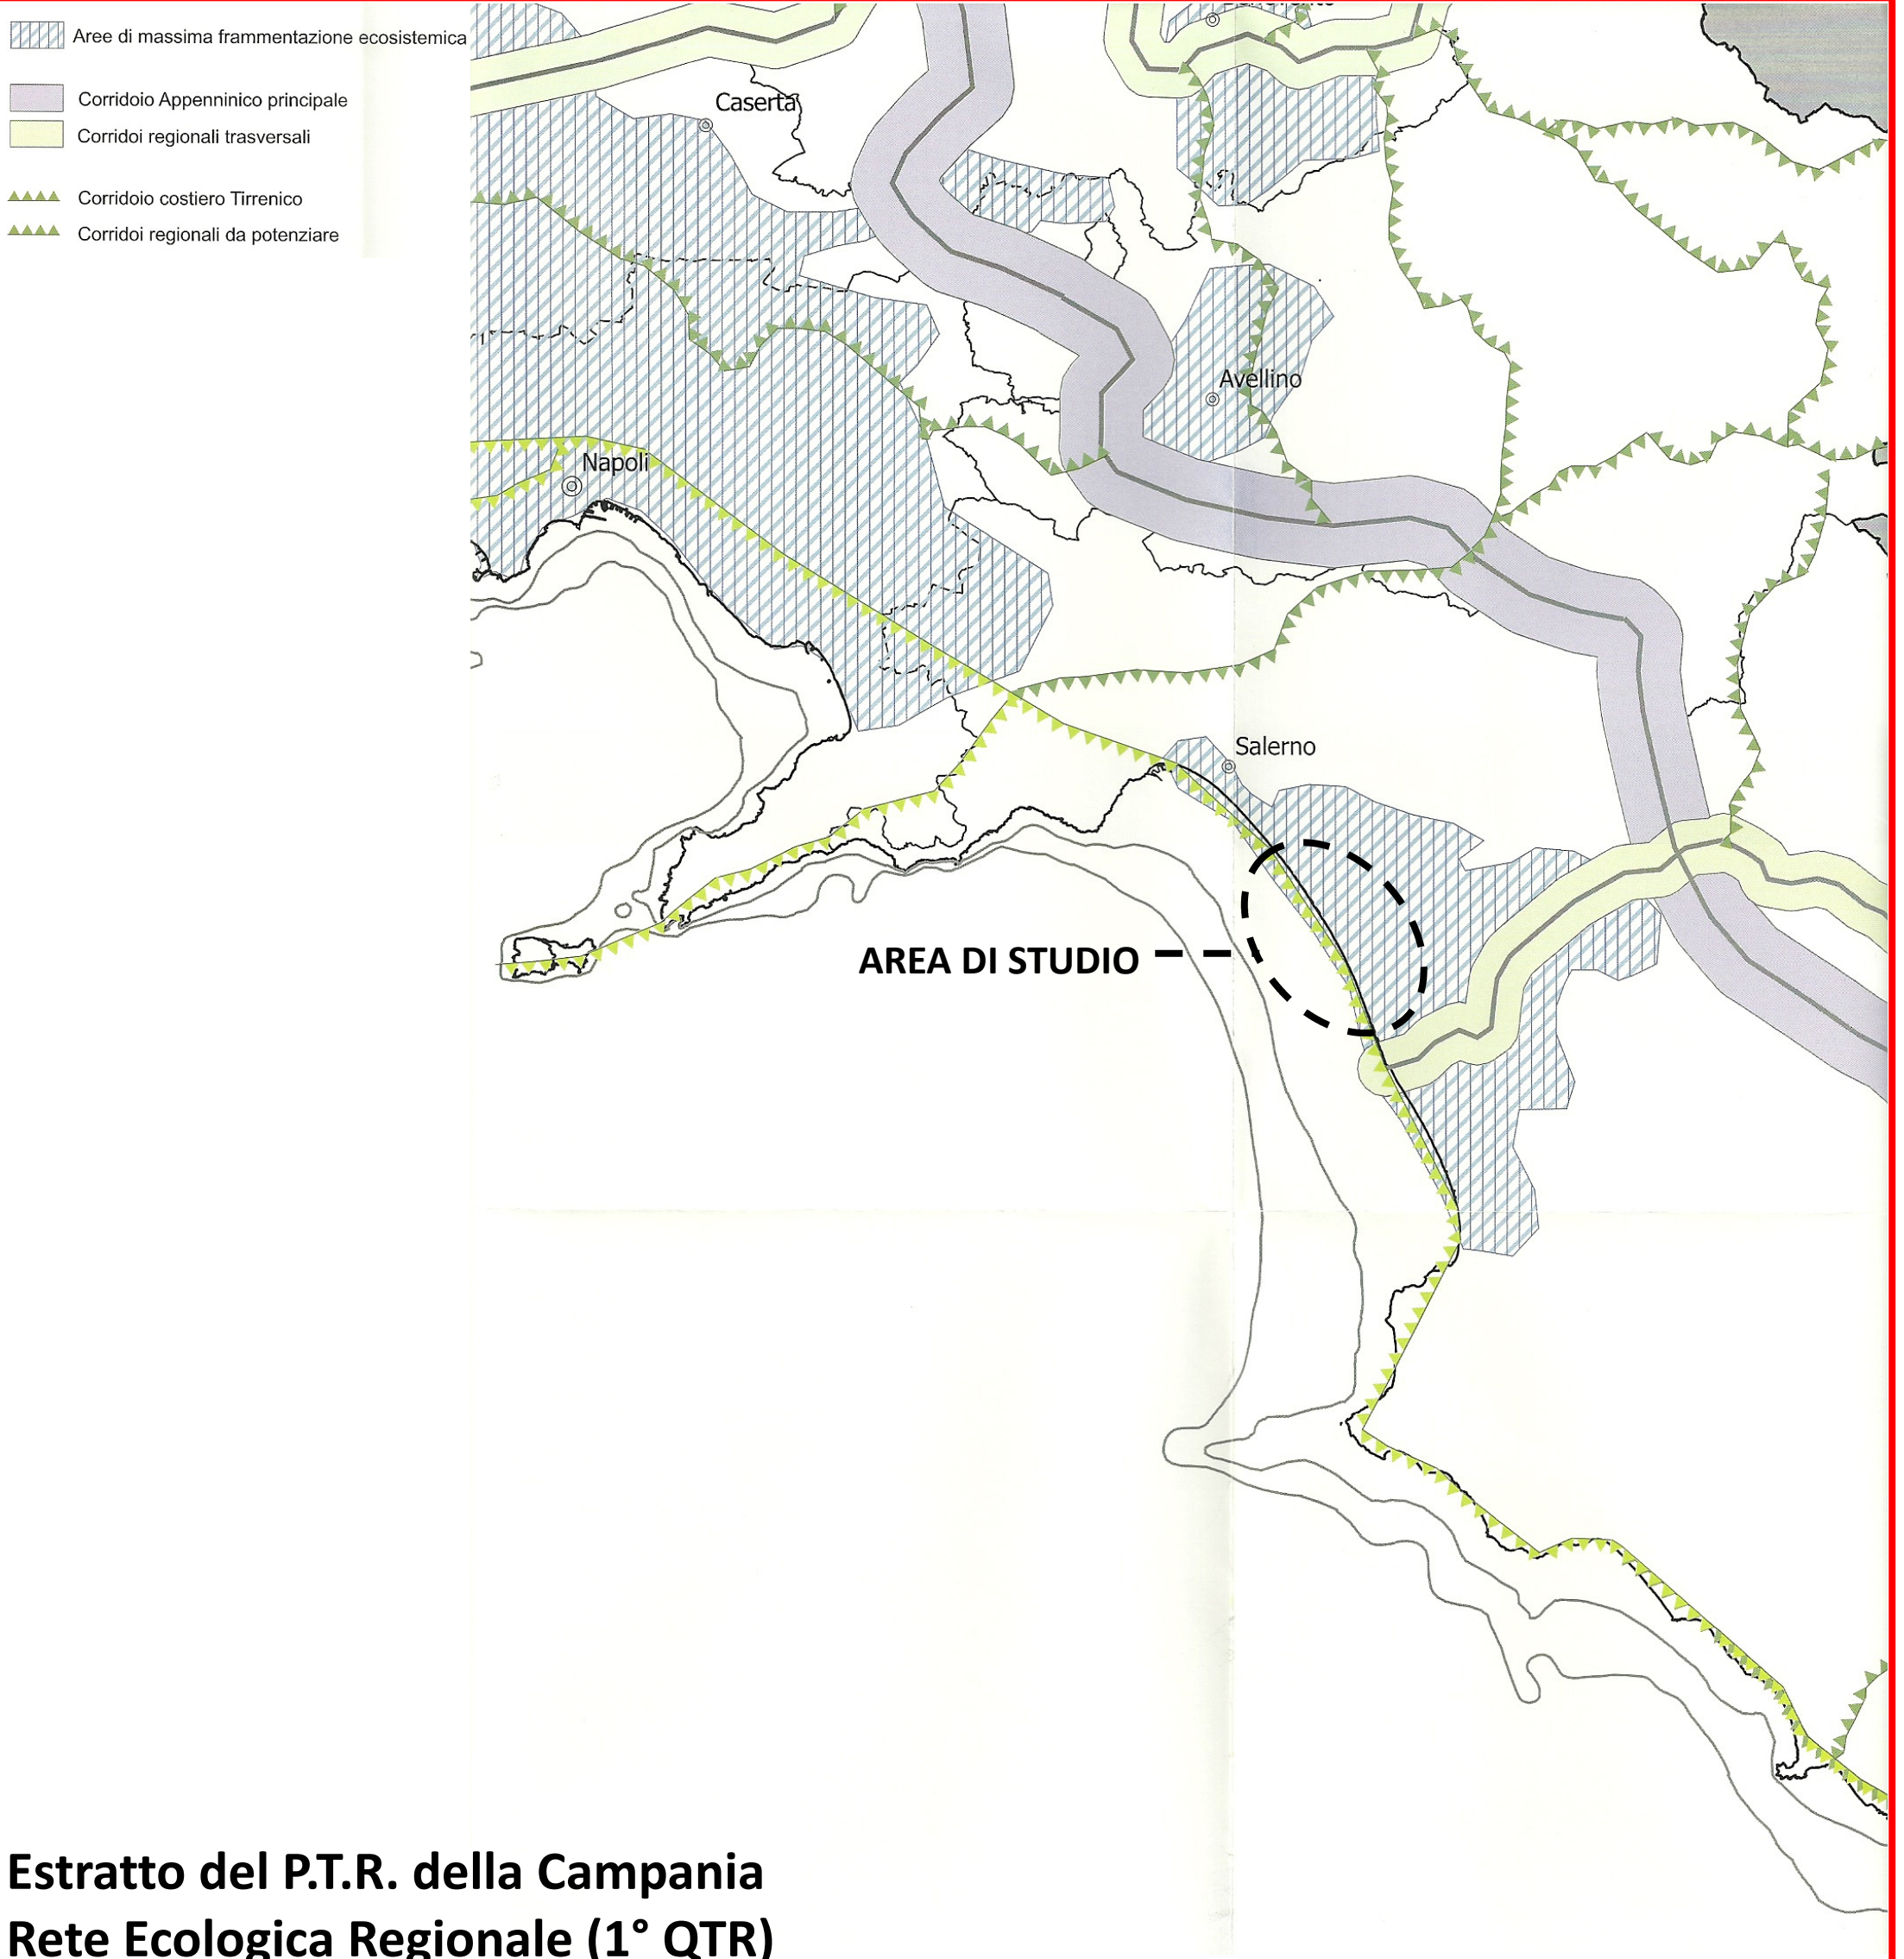 Aree di massima frammentazione ecosistemica
Corridoio Appenninico principale
Corridoi regionali trasversali
Corridoio costiero Tirrenico
Corridoi regionali da potenziare
Benevento
Caserta
Avellino
Napoli
Salerno
AREA DI STUDIO
Estratto del P.T.R. della Campania
Rete Ecologica Regionale (1° QTR)